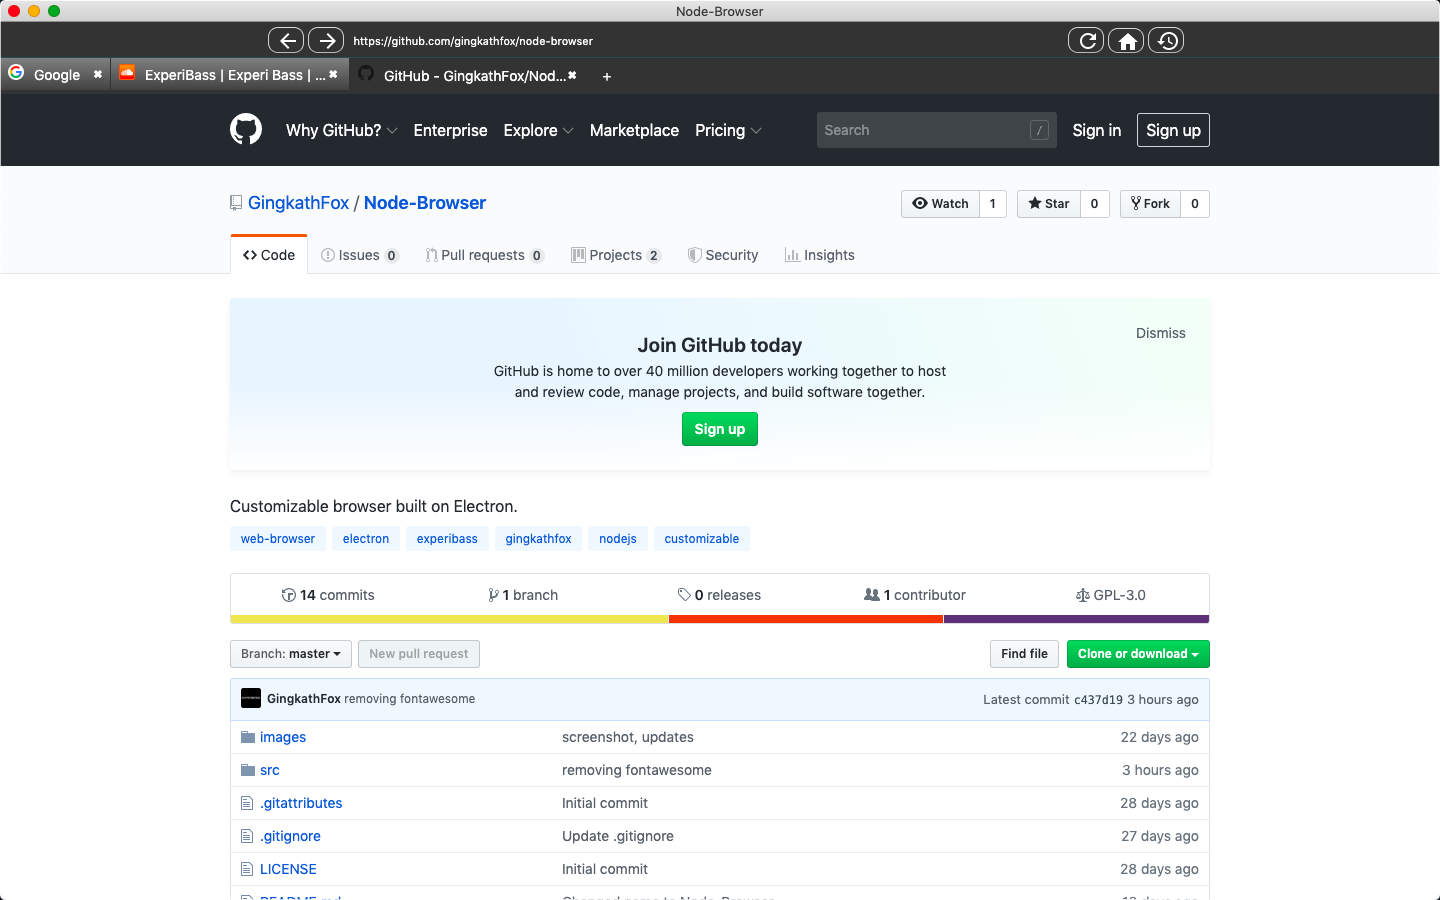 Node-Browser
https://github.com/gingkathfox/node-browser
Google ✖ ExperiBass | Experi Bass | ... ✖ GitHub - GingkathFox/Nod... ✖ +
Why GitHub? Enterprise Explore Marketplace Pricing Search / Sign in Sign up
GingkathFox / Node-Browser Watch 1 Star 0 Fork 0
Code Issues 0 Pull requests 0 Projects 2 Security Insights
Dismiss
Join GitHub today
GitHub is home to over 40 million developers working together to host
and review code, manage projects, and build software together.
Sign up
Customizable browser built on Electron.
web-browser electron experibass gingkathfox nodejs customizable
14 commits 1 branch 0 releases 1 contributor GPL-3.0
Branch: master New pull request Find file Clone or download
GingkathFox removing fontawesome Latest commit c437d19 3 hours ago
images screenshot, updates 22 days ago
src removing fontawesome 3 hours ago
.gitattributes Initial commit 28 days ago
.gitignore Update .gitignore 27 days ago
LICENSE Initial commit 28 days ago
README.md Changed name to Node-Browser